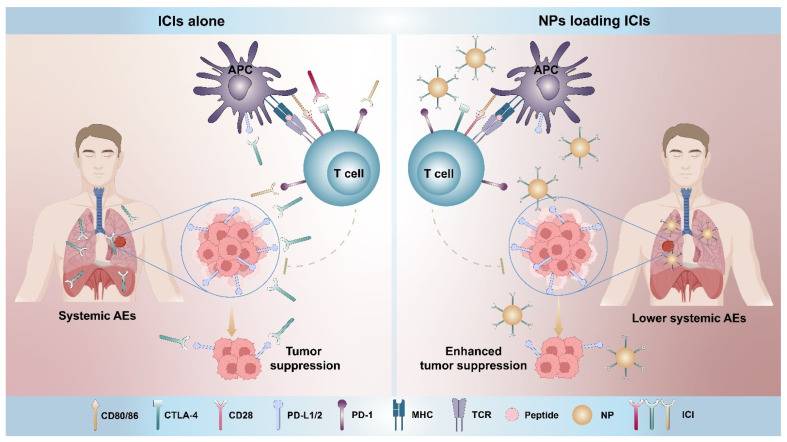 ICIs alone
NPs loading ICIs
APC
T cell
Systemic AEs
Tumor
suppression
APC
T cell
Enhanced
tumor suppression
Lower systemic AEs
CD80/86
CTLA-4
CD28
PD-L1/2
PD-1
MHC
TCR
Peptide
NP
ICI